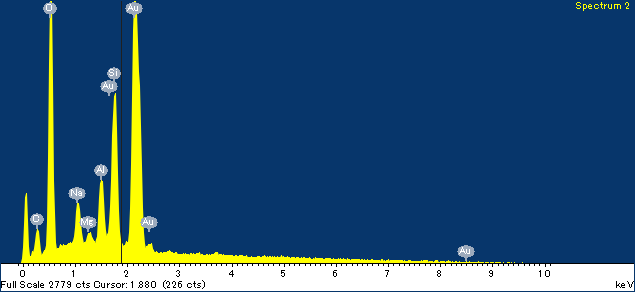 Spectrum 2
O Au
Si
Au
Al
Na
C Mg Au
Au
0 1 2 3 4 5 6 7 8 9 10
Full Scale 2779 cts Cursor: 1.880 (226 cts) keV